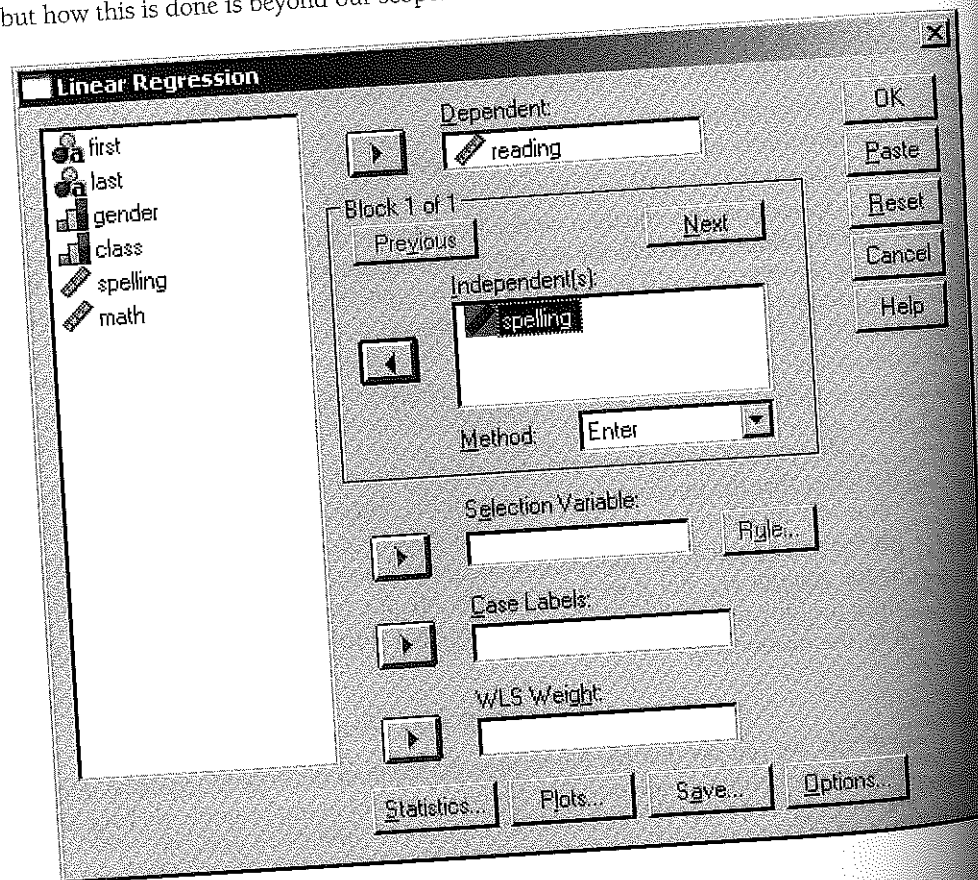 but how this is done is beyond our scope.
Linear Regression
first
last
gender
class
spelling
math
Dependent:
reading
Block 1 of 1
Previous
Next
Independent(s):
spelling
Method:
Enter
Selection Variable:
Rule...
Case Labels:
WLS Weight:
Statistics...
Plots...
Save...
Options...
OK
Paste
Reset
Cancel
Help